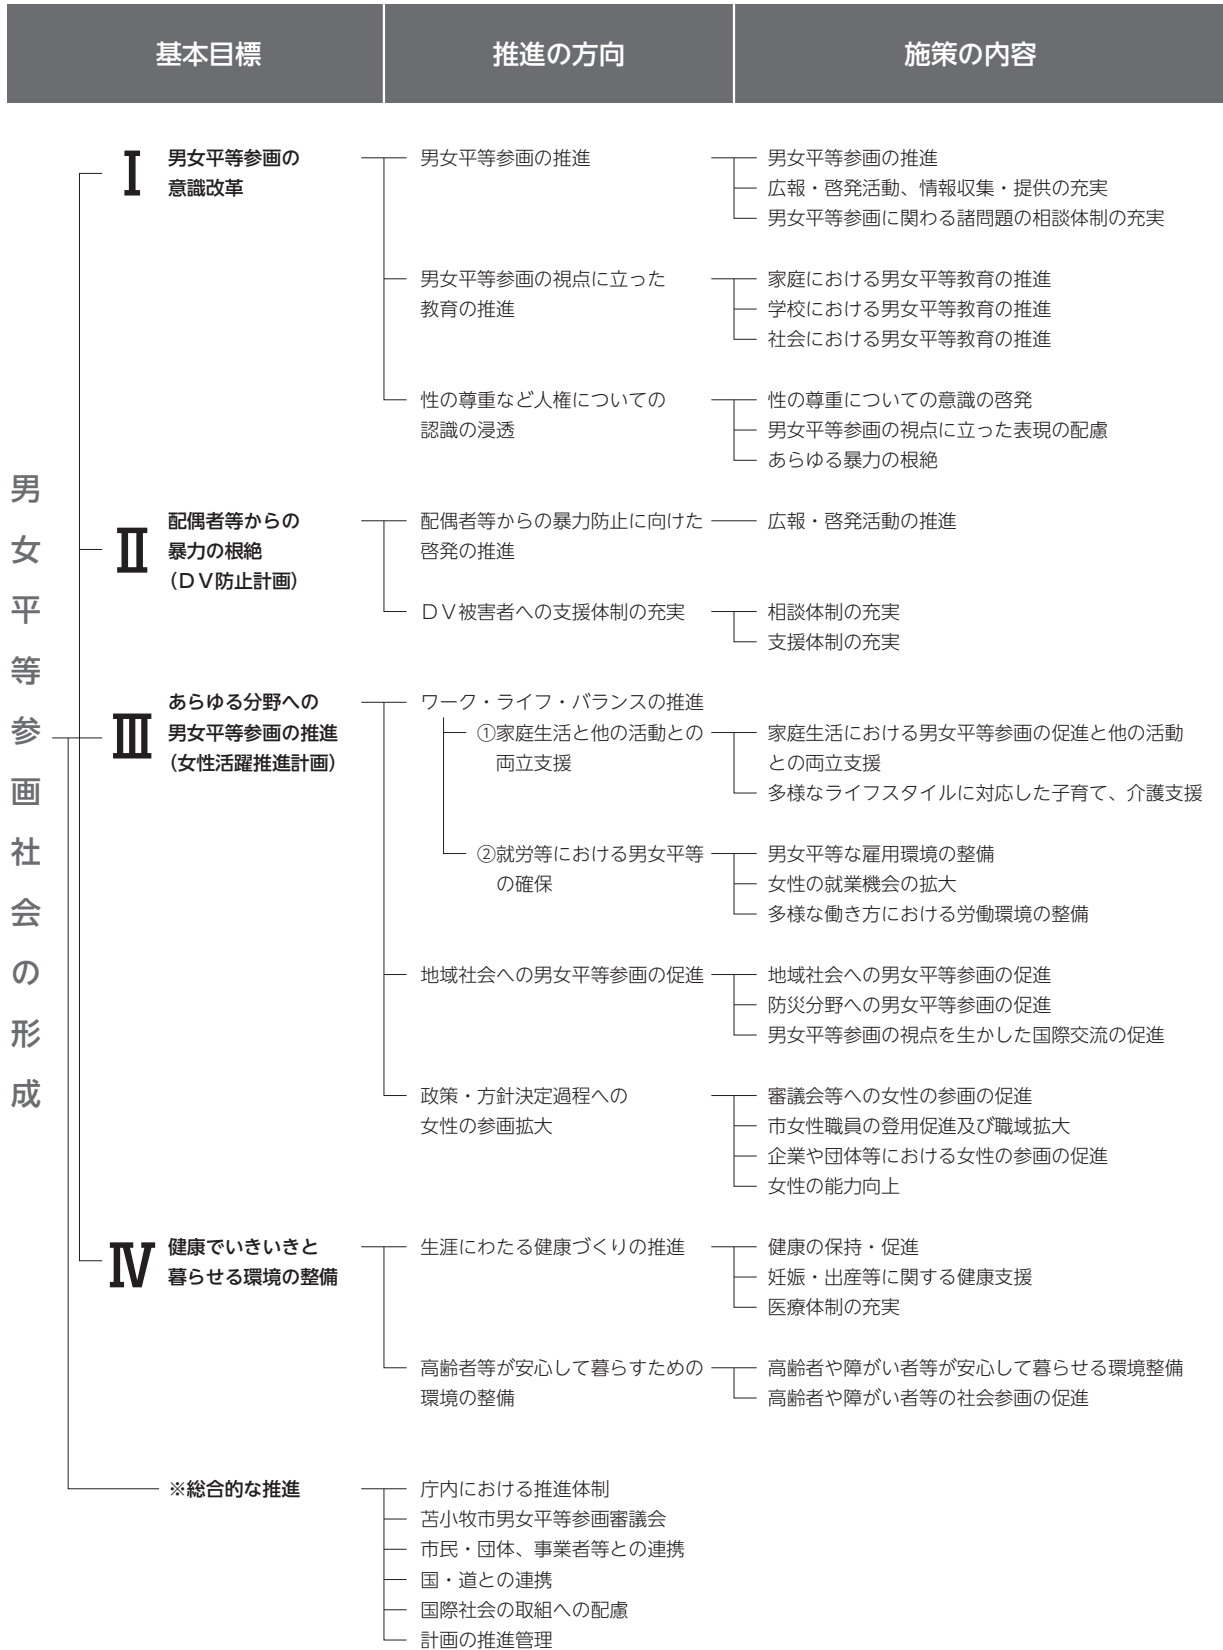 基本目標 推進の方向 施策の内容
男女平等参画社会の形成
Ⅰ 男女平等参画の
意識改革
男女平等参画の推進
男女平等参画の推進
広報・啓発活動、情報収集・提供の充実
男女平等参画に関わる諸問題の相談体制の充実
男女平等参画の視点に立った
教育の推進
家庭における男女平等教育の推進
学校における男女平等教育の推進
社会における男女平等教育の推進
性の尊重など人権についての
認識の浸透
性の尊重についての意識の啓発
男女平等参画の視点に立った表現の配慮
あらゆる暴力の根絶
Ⅱ 配偶者等からの
暴力の根絶
(DV防止計画)
配偶者等からの暴力防止に向けた
啓発の推進
広報・啓発活動の推進
DV被害者への支援体制の充実
相談体制の充実
支援体制の充実
Ⅲ あらゆる分野への
男女平等参画の推進
(女性活躍推進計画)
ワーク・ライフ・バランスの推進
①家庭生活と他の活動との
両立支援
家庭生活における男女平等参画の促進と他の活動
との両立支援
多様なライフスタイルに対応した子育て、介護支援
②就労等における男女平等
の確保
男女平等な雇用環境の整備
女性の就業機会の拡大
多様な働き方における労働環境の整備
地域社会への男女平等参画の促進
地域社会への男女平等参画の促進
防災分野への男女平等参画の促進
男女平等参画の視点を生かした国際交流の促進
政策・方針決定過程への
女性の参画拡大
審議会等への女性の参画の促進
市女性職員の登用促進及び職域拡大
企業や団体等における女性の参画の促進
女性の能力向上
Ⅳ 健康でいきいきと
暮らせる環境の整備
生涯にわたる健康づくりの推進
健康の保持・促進
妊娠・出産等に関する健康支援
医療体制の充実
高齢者等が安心して暮らすための
環境の整備
高齢者や障がい者等が安心して暮らせる環境整備
高齢者や障がい者等の社会参画の促進
※総合的な推進
庁内における推進体制
苫小牧市男女平等参画審議会
市民・団体、事業者等との連携
国・道との連携
国際社会の取組への配慮
計画の推進管理